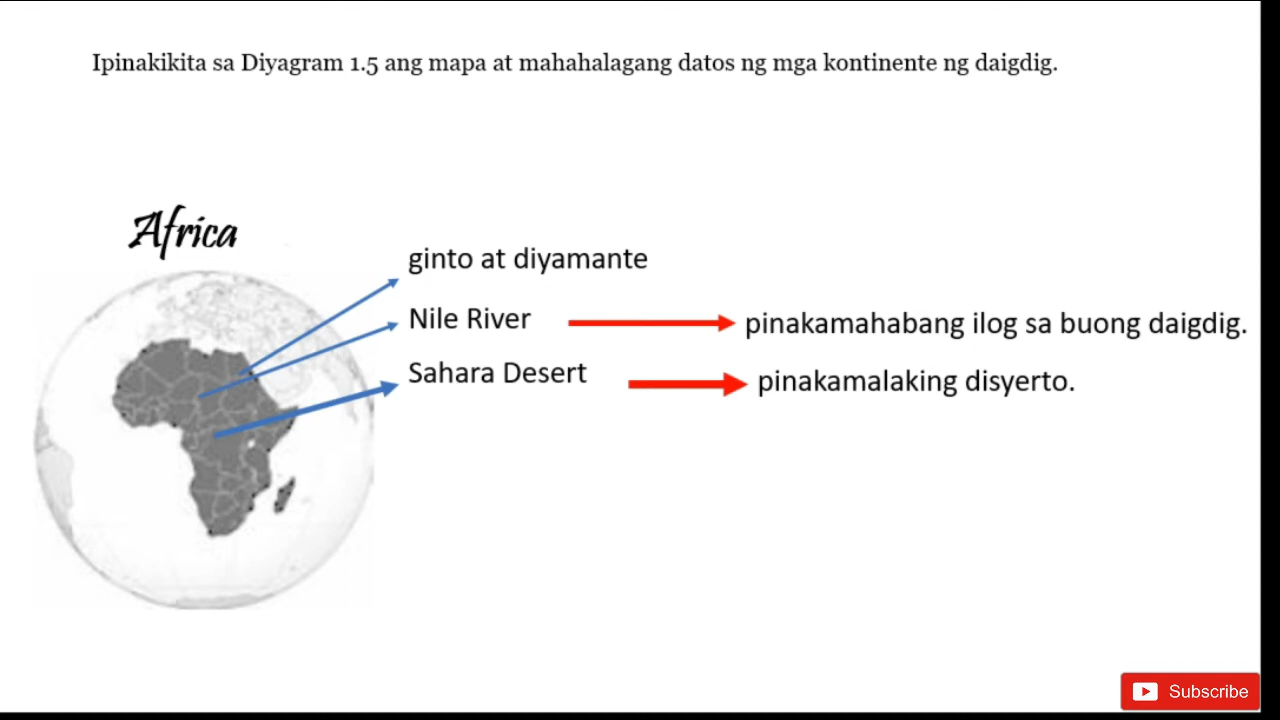 Ipinakikita sa Diyagram 1.5 ang mapa at mahahalagang datos ng mga kontinente ng daigdig.
Africa
ginto at diyamante
Nile River
pinakamahabang ilog sa buong daigdig.
Sahara Desert
pinakamalaking disyerto.
Subscribe